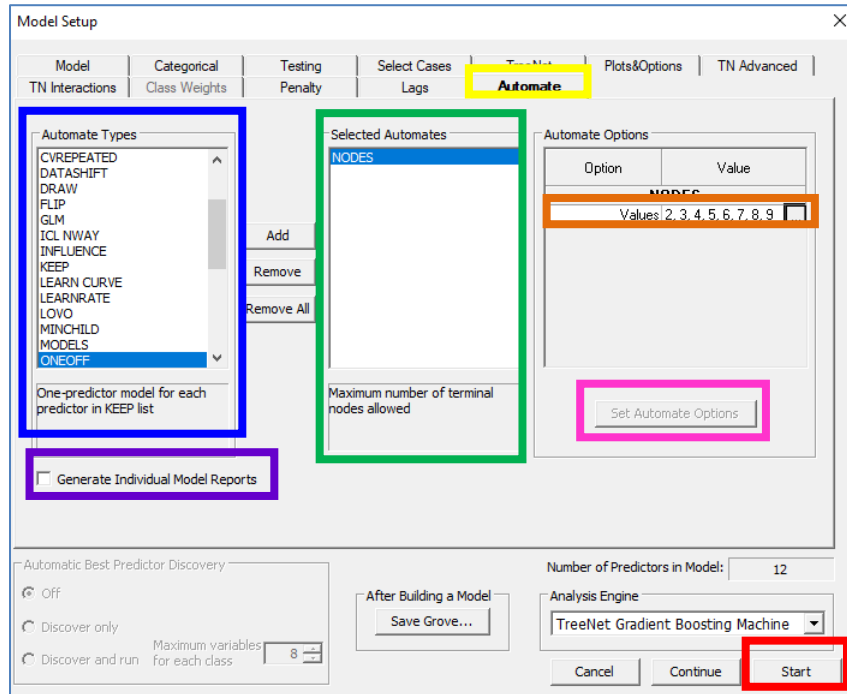 Model Setup
Model Categorical Testing Select Cases TreeNet Plots&Options TN Advanced
TN Interactions Class Weights Penalty Lags Automate
Automate Types
CVREPEATED
DATASHIFT
DRAW
FLIP
GLM
ICL NWAY
INFLUENCE
KEEP
LEARN CURVE
LEARNRATE
LOVO
MINCHILD
MODELS
ONEOFF
One-predictor model for each
predictor in KEEP list
Generate Individual Model Reports
Add
Remove
Remove All
Selected Automates
NODES
Maximum number of terminal
nodes allowed
Automate Options
Option Value
NODES
Values 2, 3, 4, 5, 6, 7, 8, 9
Set Automate Options
Automatic Best Predictor Discovery
Off
Discover only
Discover and run
Maximum variables
for each class 8
After Building a Model
Save Grove...
Number of Predictors in Model: 12
Analysis Engine
TreeNet Gradient Boosting Machine
Cancel Continue Start